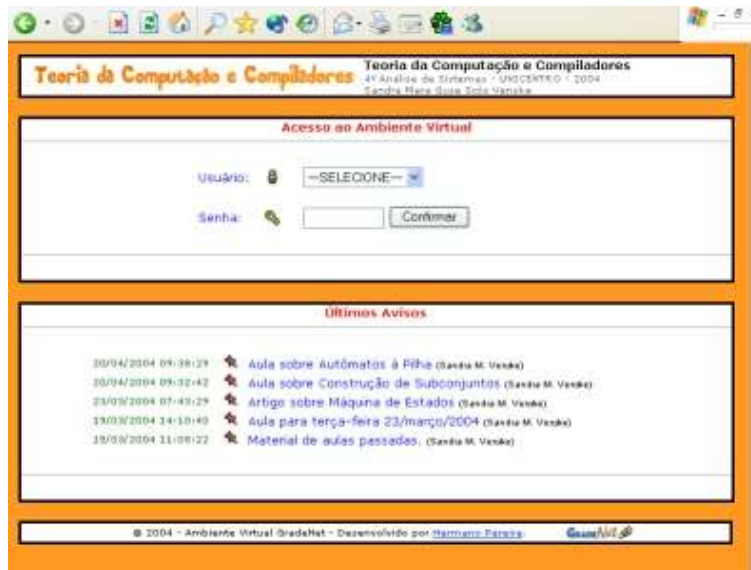 Teoria da Computação e Compiladores
Teoria da Computação e Compiladores
4º Análise de Sistemas - UNICENTRO - 2004
Sandra Mara Guse Scós Venske
Acesso ao Ambiente Virtual
Usuário:
---SELECIONE---
Senha:
Confirmar
Últimos Avisos
20/04/2004 09:38:29 Aula sobre Autômatos à Pilha (Sandra M. Venske)
20/04/2004 09:32:42 Aula sobre Construção de Subconjuntos (Sandra M. Venske)
23/03/2004 07:43:29 Artigo sobre Máquina de Estados (Sandra M. Venske)
19/03/2004 14:10:40 Aula para terça-feira 23/março/2004 (Sandra M. Venske)
19/03/2004 11:08:22 Material de aulas passadas. (Sandra M. Venske)
© 2004 - Ambiente Virtual GradeNet - Desenvolvido por Hermano Pereira.
GradeNet